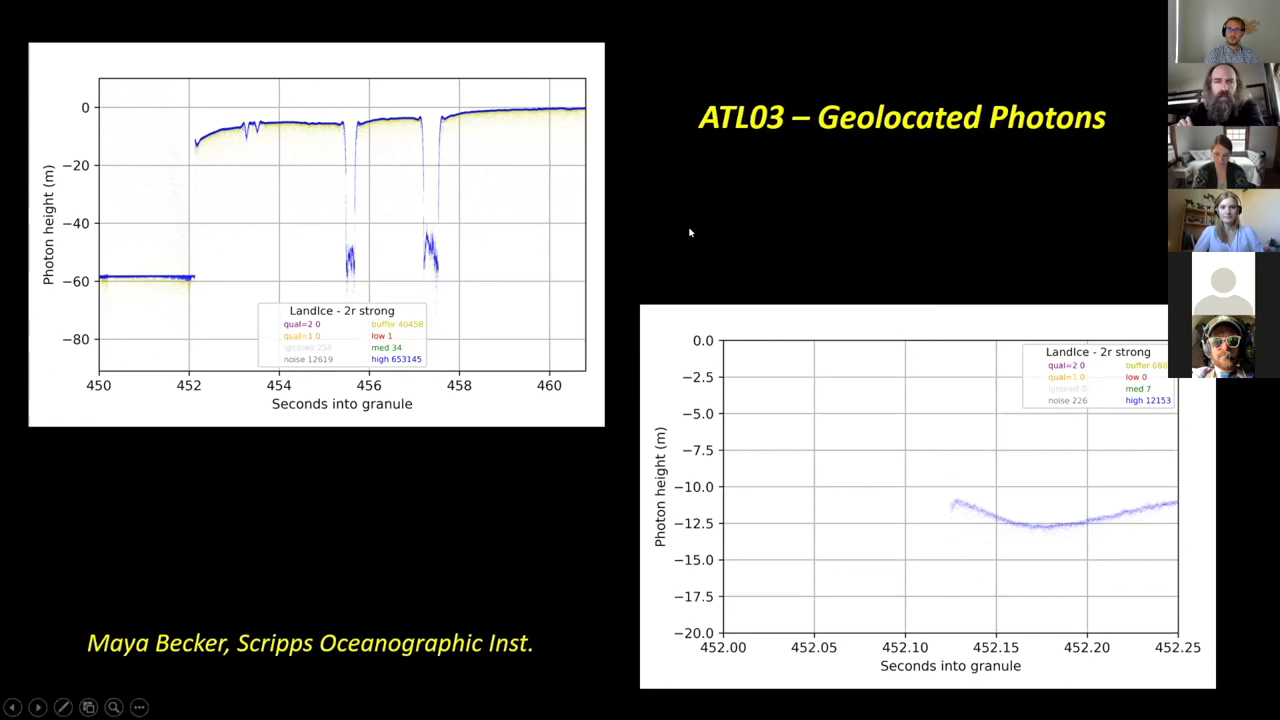 ATL03 – Geolocated Photons
0
−20
−40
−60
−80
Photon height (m)
LandIce - 2r strong
qual=2 0 buffer 40458
qual=1 0 low 1
ignored 258 med 34
noise 12619 high 653145
450 452 454 456 458 460
Seconds into granule
0.0
−2.5
−5.0
−7.5
−10.0
−12.5
−15.0
−17.5
−20.0
Photon height (m)
LandIce - 2r strong
qual=2 0 buffer
qual=1 0 low 0
ignored 0 med 7
noise 226 high 12153
452.00 452.05 452.10 452.15 452.20 452.25
Seconds into granule
Maya Becker, Scripps Oceanographic Inst.